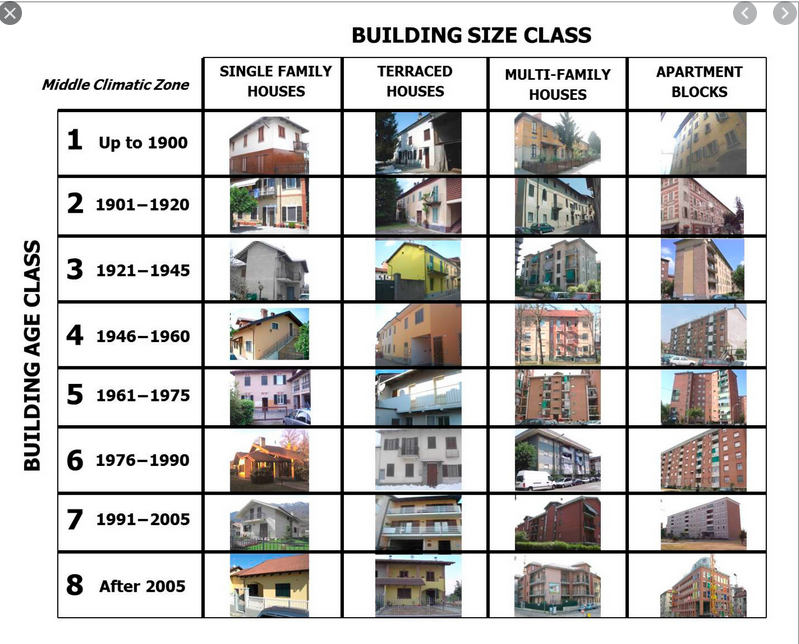 BUILDING SIZE CLASS
Middle Climatic Zone
SINGLE FAMILY
HOUSES
TERRACED
HOUSES
MULTI-FAMILY
HOUSES
APARTMENT
BLOCKS
BUILDING AGE CLASS
1 Up to 1900
2 1901–1920
3 1921–1945
4 1946–1960
5 1961–1975
6 1976–1990
7 1991–2005
8 After 2005